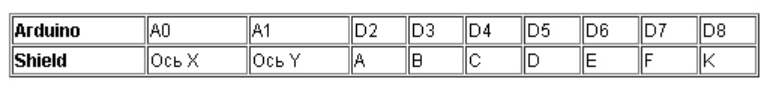 Arduino A0 A1 D2 D3 D4 D5 D6 D7 D8
Shield Ось X Ось Y A B C D E F K